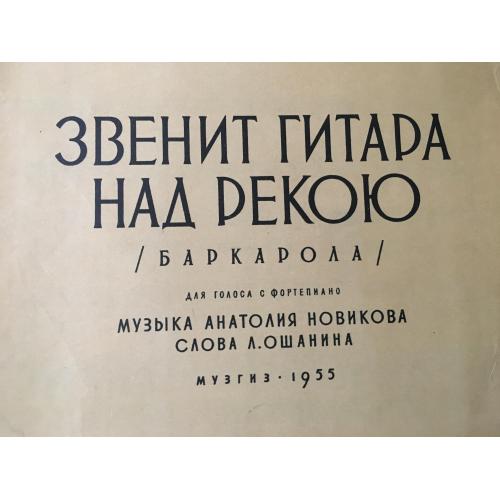 ЗВЕНИТ ГИТАРА
НАД РЕКОЮ
/БАРКАРОЛА/
ДЛЯ ГОЛОСА С ФОРТЕПИАНО
МУЗЫКА АНАТОЛИЯ НОВИКОВА
СЛОВА Л.ОШАНИНА
МУЗГИЗ · 1955